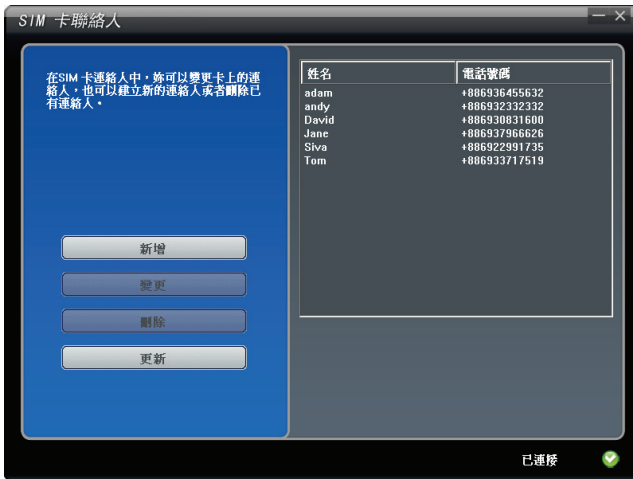 SIM 卡聯絡人
在SIM 卡連絡人中，妳可以變更卡上的連
絡人，也可以建立新的連絡人或者刪除已
有連絡人。
新增
變更
刪除
更新
姓名 電話號碼
adam +886936455632
andy +886932332332
David +886930831600
Jane +886937966626
Siva +886922991735
Tom +886933717519
已連接